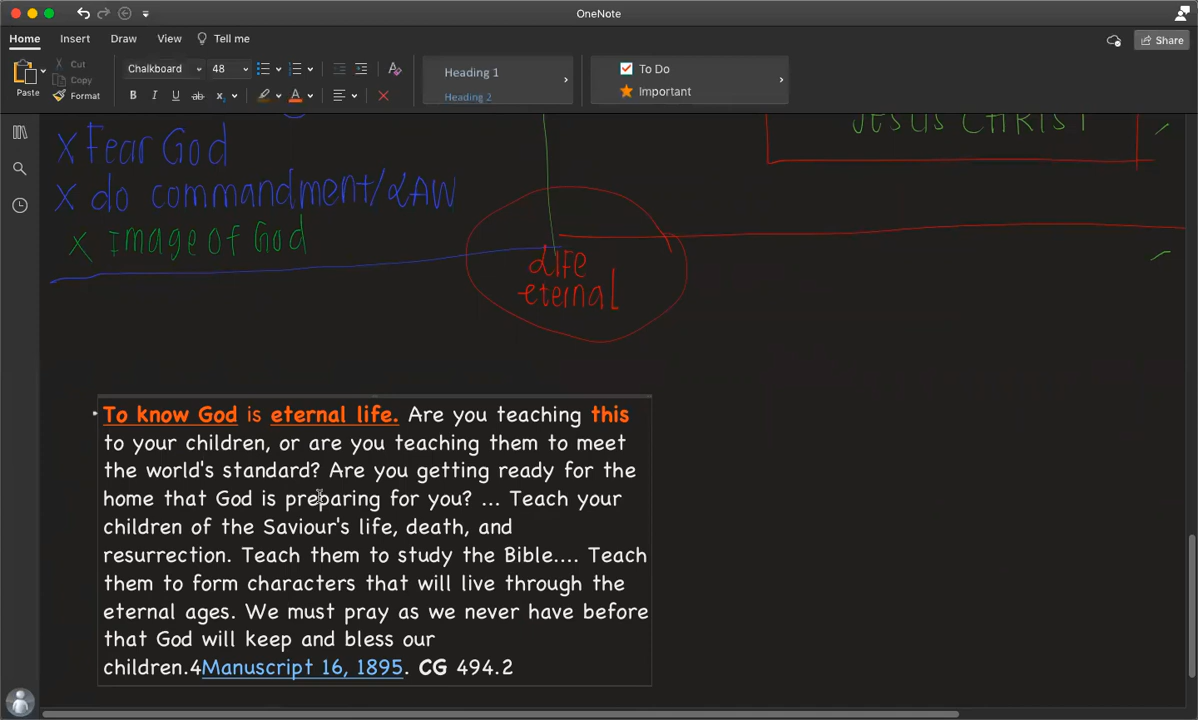 OneNote
Home Insert Draw View Tell me
Share
Paste
Cut
Copy
Format
Chalkboard 48
B I U ab x₂ A
Heading 1
Heading 2
To Do
Important
x Fear God
x do commandment/LAW
x Image of God
Jesus CHRIST
LIFE
eternal
To know God is eternal life. Are you teaching this
to your children, or are you teaching them to meet
the world's standard? Are you getting ready for the
home that God is preparing for you? ... Teach your
children of the Saviour's life, death, and
resurrection. Teach them to study the Bible.... Teach
them to form characters that will live through the
eternal ages. We must pray as we never have before
that God will keep and bless our
children.4Manuscript 16, 1895. CG 494.2